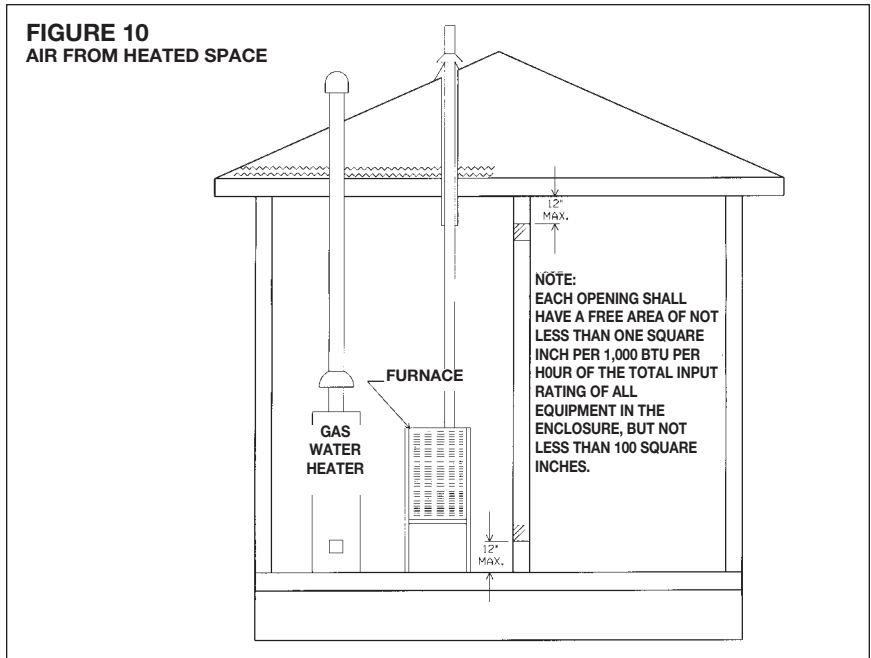 FIGURE 10
AIR FROM HEATED SPACE
12"
MAX.
NOTE:
EACH OPENING SHALL
HAVE A FREE AREA OF NOT
LESS THAN ONE SQUARE
INCH PER 1,000 BTU PER
H0UR OF THE TOTAL INPUT
RATING OF ALL
EQUIPMENT IN THE
ENCLOSURE, BUT NOT
LESS THAN 100 SQUARE
INCHES.
FURNACE
GAS
WATER
HEATER
12"
MAX.